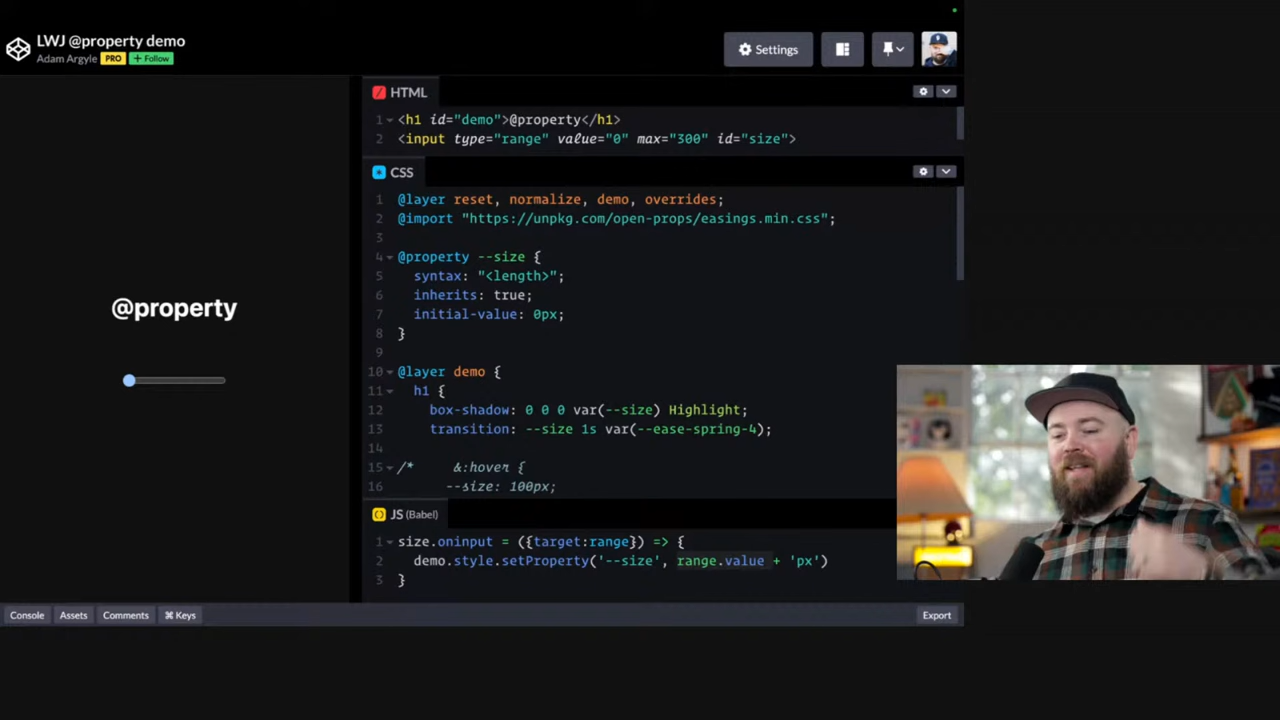 LWJ @property demo
Adam Argyle PRO + Follow
Settings
HTML
1 <h1 id="demo">@property</h1>
2 <input type="range" value="0" max="300" id="size">
CSS
1 @layer reset, normalize, demo, overrides;
2 @import "https://unpkg.com/open-props/easings.min.css";
3
4 @property --size {
5 syntax: "<length>";
6 inherits: true;
7 initial-value: 0px;
8 }
9
10 @layer demo {
11 h1 {
12 box-shadow: 0 0 0 var(--size) Highlight;
13 transition: --size 1s var(--ease-spring-4);
14
15 /* &:hover {
16 --size: 100px;
@property
JS (Babel)
1 size.oninput = ({target:range}) => {
2 demo.style.setProperty('--size', range.value + 'px')
3 }
Console Assets Comments ⌘ Keys Export